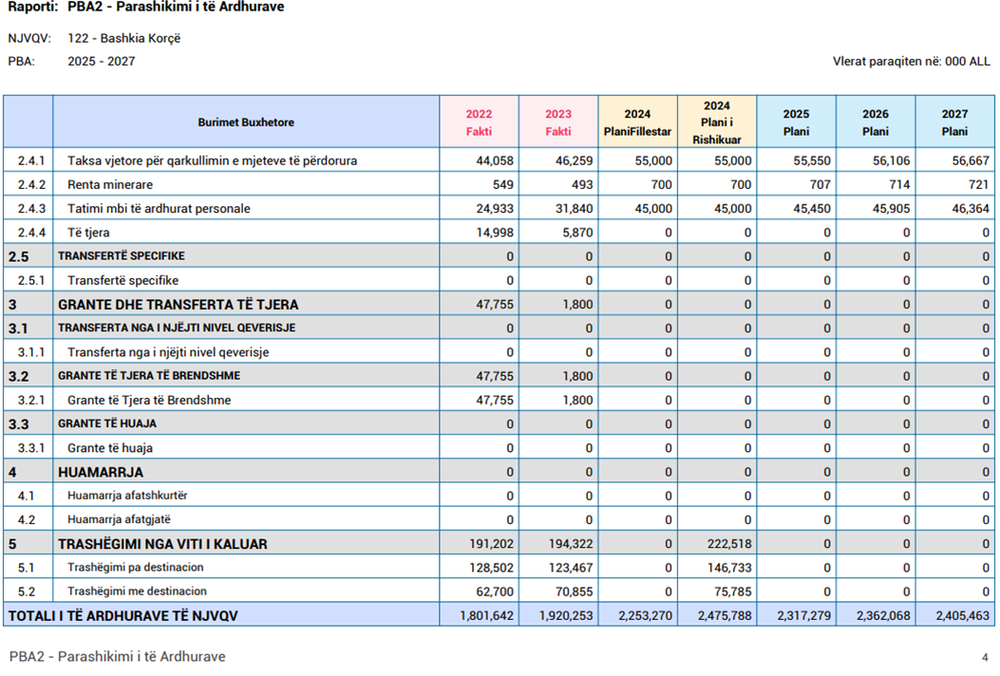 Raporti: PBA2 - Parashikimi i të Ardhurave
NJVQV: 122 - Bashkia Korçë
PBA: 2025 - 2027 Vlerat paraqiten në: 000 ALL
Burimet Buxhetore 2022 Fakti 2023 Fakti 2024 PlaniFillestar 2024 Plani i Rishikuar 2025 Plani 2026 Plani 2027 Plani
2.4.1 Taksa vjetore për qarkullimin e mjeteve të përdorura 44,058 46,259 55,000 55,000 55,550 56,106 56,667
2.4.2 Renta minerare 549 493 700 700 707 714 721
2.4.3 Tatimi mbi të ardhurat personale 24,933 31,840 45,000 45,000 45,450 45,905 46,364
2.4.4 Të tjera 14,998 5,870 0 0 0 0 0
2.5 TRANSFERTË SPECIFIKE 0 0 0 0 0 0 0
2.5.1 Transfertë specifike 0 0 0 0 0 0 0
3 GRANTE DHE TRANSFERTA TË TJERA 47,755 1,800 0 0 0 0 0
3.1 TRANSFERTA NGA I NJËJTI NIVEL QEVERISJE 0 0 0 0 0 0 0
3.1.1 Transferta nga i njëjti nivel qeverisje 0 0 0 0 0 0 0
3.2 GRANTE TË TJERA TË BRENDSHME 47,755 1,800 0 0 0 0 0
3.2.1 Grante të Tjera të Brendshme 47,755 1,800 0 0 0 0 0
3.3 GRANTE TË HUAJA 0 0 0 0 0 0 0
3.3.1 Grante të huaja 0 0 0 0 0 0 0
4 HUAMARRJA 0 0 0 0 0 0 0
4.1 Huamarrja afatshkurtër 0 0 0 0 0 0 0
4.2 Huamarrja afatgjatë 0 0 0 0 0 0 0
5 TRASHËGIMI NGA VITI I KALUAR 191,202 194,322 0 222,518 0 0 0
5.1 Trashëgimi pa destinacion 128,502 123,467 0 146,733 0 0 0
5.2 Trashëgimi me destinacion 62,700 70,855 0 75,785 0 0 0
TOTALI I TË ARDHURAVE TË NJVQV 1,801,642 1,920,253 2,253,270 2,475,788 2,317,279 2,362,068 2,405,463
PBA2 - Parashikimi i të Ardhurave 4